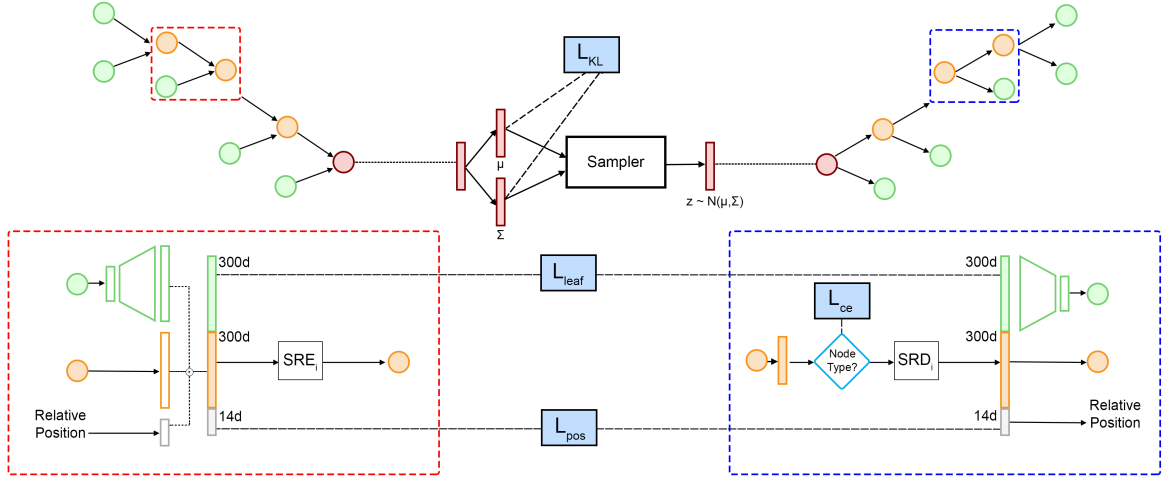 L_KL
μ
Sampler
Σ
z ~ N(μ,Σ)
300d
L_leaf
300d
L_ce
300d
SRE_i
Node
Type?
SRD_i
300d
14d
Relative
Position
L_pos
14d
Relative
Position